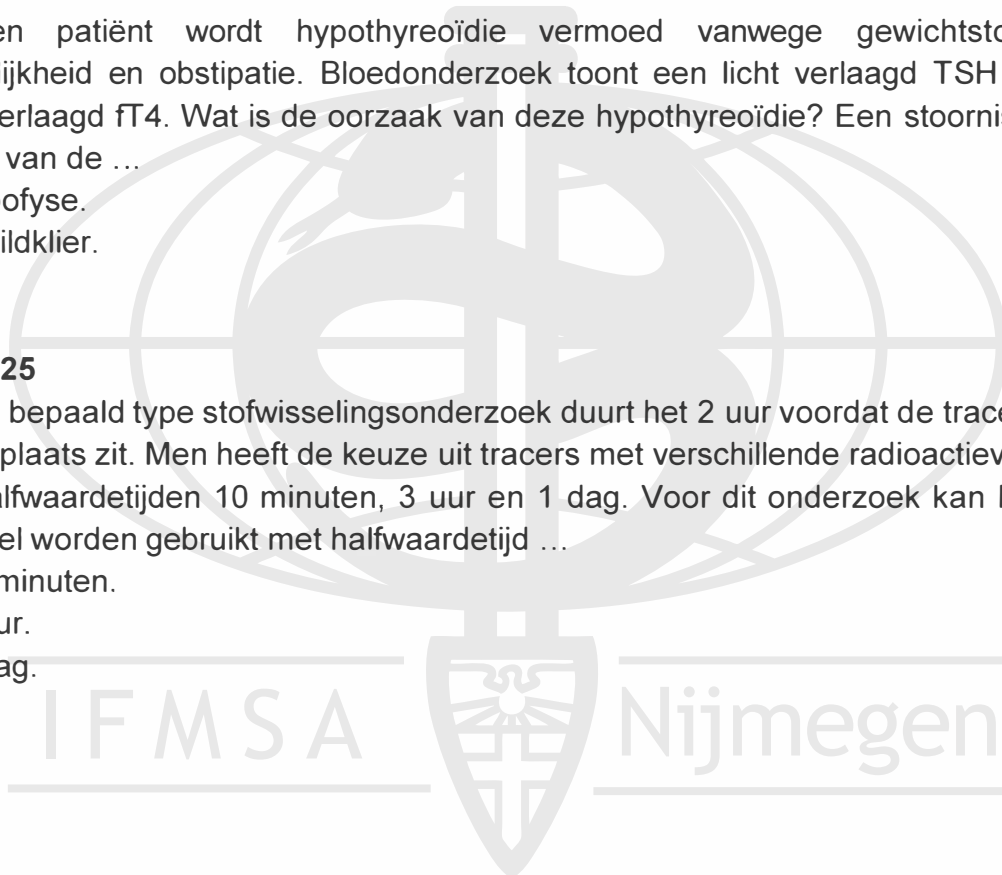 en patiënt wordt hypothyreoïdie vermoed vanwege gewichtsto
lijkheid en obstipatie. Bloedonderzoek toont een licht verlaagd TSH
erlaagd fT4. Wat is de oorzaak van deze hypothyreoïdie? Een stoornis
van de …
ofyse.
ildklier.
25
bepaald type stofwisselingsonderzoek duurt het 2 uur voordat de trace
plaats zit. Men heeft de keuze uit tracers met verschillende radioactiev
alfwaardetijden 10 minuten, 3 uur en 1 dag. Voor dit onderzoek kan
el worden gebruikt met halfwaardetijd …
minuten.
ur.
ag.
IFMSA Nijmegen